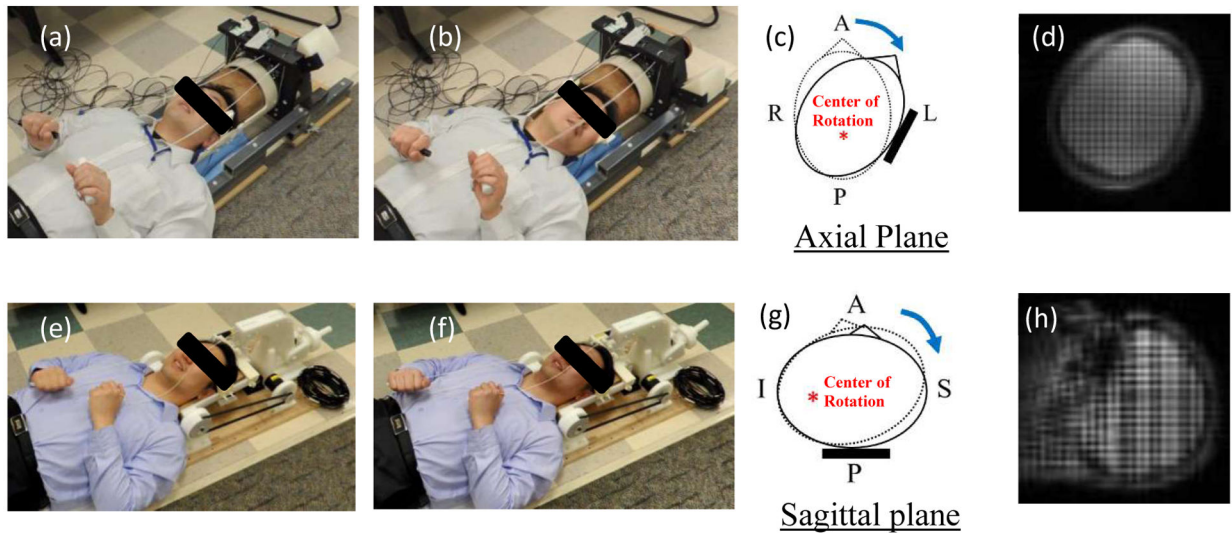 (a)
(b)
(c)
A
R
Center of
Rotation
*
L
P
Axial Plane
(d)
(e)
(f)
(g)
A
I
* Center of
Rotation
S
P
Sagittal plane
(h)